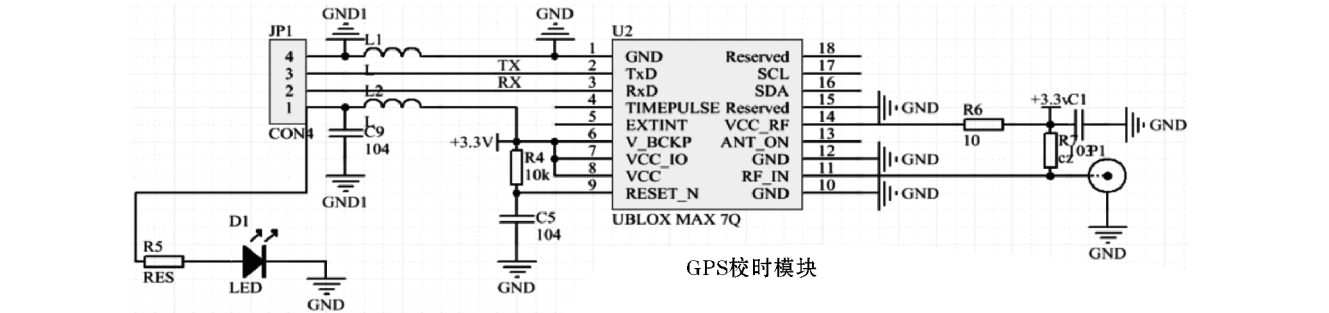 GND1
GND
JP1
L1
U2
4
1
GND
Reserved
18
3
L
TX
2
TxD
SCL
17
2
L2
RX
3
RxD
SDA
16
1
4
TIMEPULSE
Reserved
15
GND
R6
+3.3v
C1
CON4
L
C9
104
5
EXTINT
VCC_RF
14
10
GND
+3.3V
6
V_BCKP
ANT_ON
13
R7
cz
103
P1
R4
10k
7
VCC_IO
GND
12
GND
8
VCC
RF_IN
11
GND1
9
RESET_N
GND
10
GND
C5
104
UBLOX MAX 7Q
D1
R5
RES
LED
GND
GND
GND
GPS校时模块